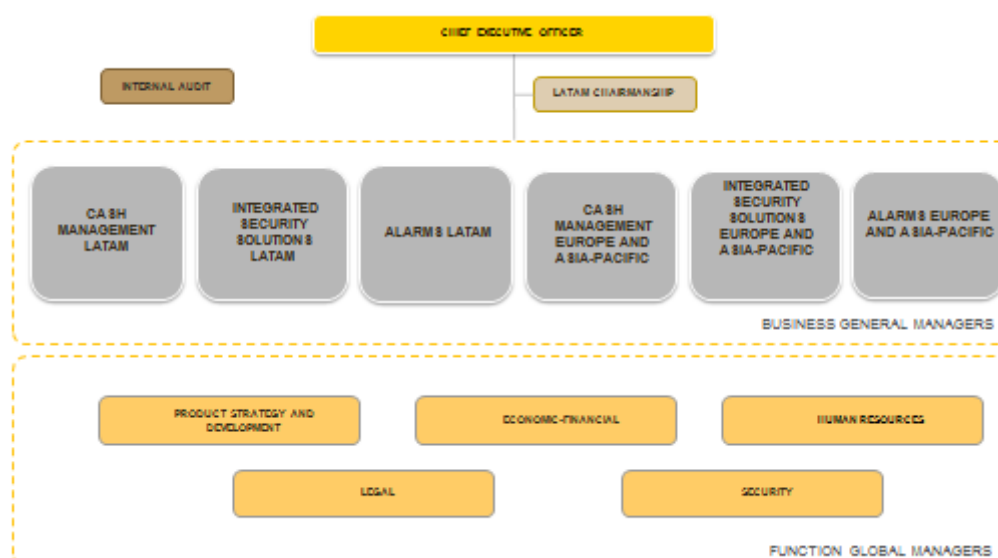 CHIEF EXECUTIVE OFFICER
INTERNAL AUDIT
LATAM CHAIRMANSHIP
CASH
MANAGEMENT
LATAM
INTEGRATED
SECURITY
SOLUTIONS
LATAM
ALARMS LATAM
CASH
MANAGEMENT
EUROPE AND
ASIA-PACIFIC
INTEGRATED
SECURITY
SOLUTIONS
EUROPE AND
ASIA-PACIFIC
ALARMS EUROPE
AND ASIA-PACIFIC
BUSINESS GENERAL MANAGERS
PRODUCT STRATEGY AND
DEVELOPMENT
ECONOMIC-FINANCIAL
HUMAN RESOURCES
LEGAL
SECURITY
FUNCTION GLOBAL MANAGERS